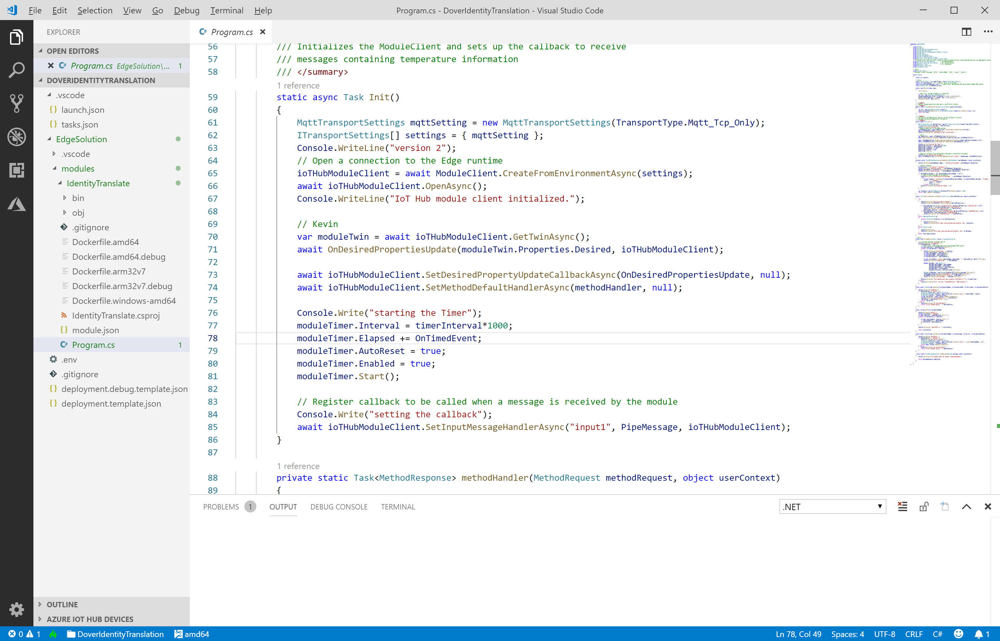 File Edit Selection View Go Debug Terminal Help
Program.cs - DoverIdentityTranslation - Visual Studio Code
EXPLORER
OPEN EDITORS
Program.cs EdgeSolution\... 1
DOVERIDENTITYTRANSLATION
.vscode
launch.json
tasks.json
EdgeSolution
.vscode
modules
IdentityTranslate
bin
obj
.gitignore
Dockerfile.amd64
Dockerfile.amd64.debug
Dockerfile.arm32v7
Dockerfile.arm32v7.debug
Dockerfile.windows-amd64
IdentityTranslate.csproj
module.json
Program.cs 1
.env
.gitignore
deployment.debug.template.json
deployment.template.json
OUTLINE
AZURE IOT HUB DEVICES
Program.cs
56 /// Initializes the ModuleClient and sets up the callback to receive
57 /// messages containing temperature information
58 /// </summary>
1 reference
59 static async Task Init()
60 {
61 MqttTransportSettings mqttSetting = new MqttTransportSettings(TransportType.Mqtt_Tcp_Only);
62 ITransportSettings[] settings = { mqttSetting };
63 Console.WriteLine("version 2");
64 // Open a connection to the Edge runtime
65 ioTHubModuleClient = await ModuleClient.CreateFromEnvironmentAsync(settings);
66 await ioTHubModuleClient.OpenAsync();
67 Console.WriteLine("IoT Hub module client initialized.");
68
69 // Kevin
70 var moduleTwin = await ioTHubModuleClient.GetTwinAsync();
71 await OnDesiredPropertiesUpdate(moduleTwin.Properties.Desired, ioTHubModuleClient);
72
73 await ioTHubModuleClient.SetDesiredPropertyUpdateCallbackAsync(OnDesiredPropertiesUpdate, null);
74 await ioTHubModuleClient.SetMethodDefaultHandlerAsync(methodHandler, null);
75
76 Console.Write("starting the Timer");
77 moduleTimer.Interval = timerInterval*1000;
78 moduleTimer.Elapsed += OnTimedEvent;
79 moduleTimer.AutoReset = true;
80 moduleTimer.Enabled = true;
81 moduleTimer.Start();
82
83 // Register callback to be called when a message is received by the module
84 Console.Write("setting the callback");
85 await ioTHubModuleClient.SetInputMessageHandlerAsync("input1", PipeMessage, ioTHubModuleClient);
86 }
87
1 reference
88 private static Task<MethodResponse> methodHandler(MethodRequest methodRequest, object userContext)
89 {
PROBLEMS 1 OUTPUT DEBUG CONSOLE TERMINAL
.NET
0 1 DoverIdentityTranslation amd64
Ln 78, Col 49 Spaces: 4 UTF-8 CRLF C# 1